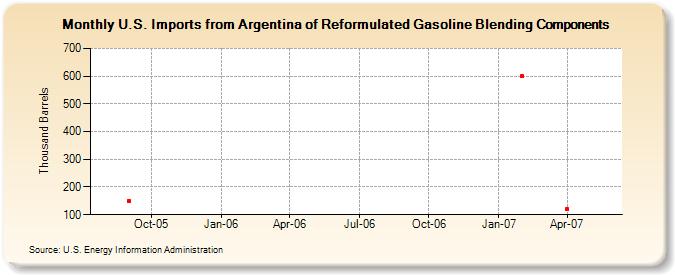 Monthly U.S. Imports from Argentina of Reformulated Gasoline Blending Components
Thousand Barrels
700
600
500
400
300
200
100
Oct-05 Jan-06 Apr-06 Jul-06 Oct-06 Jan-07 Apr-07
Source: U.S. Energy Information Administration